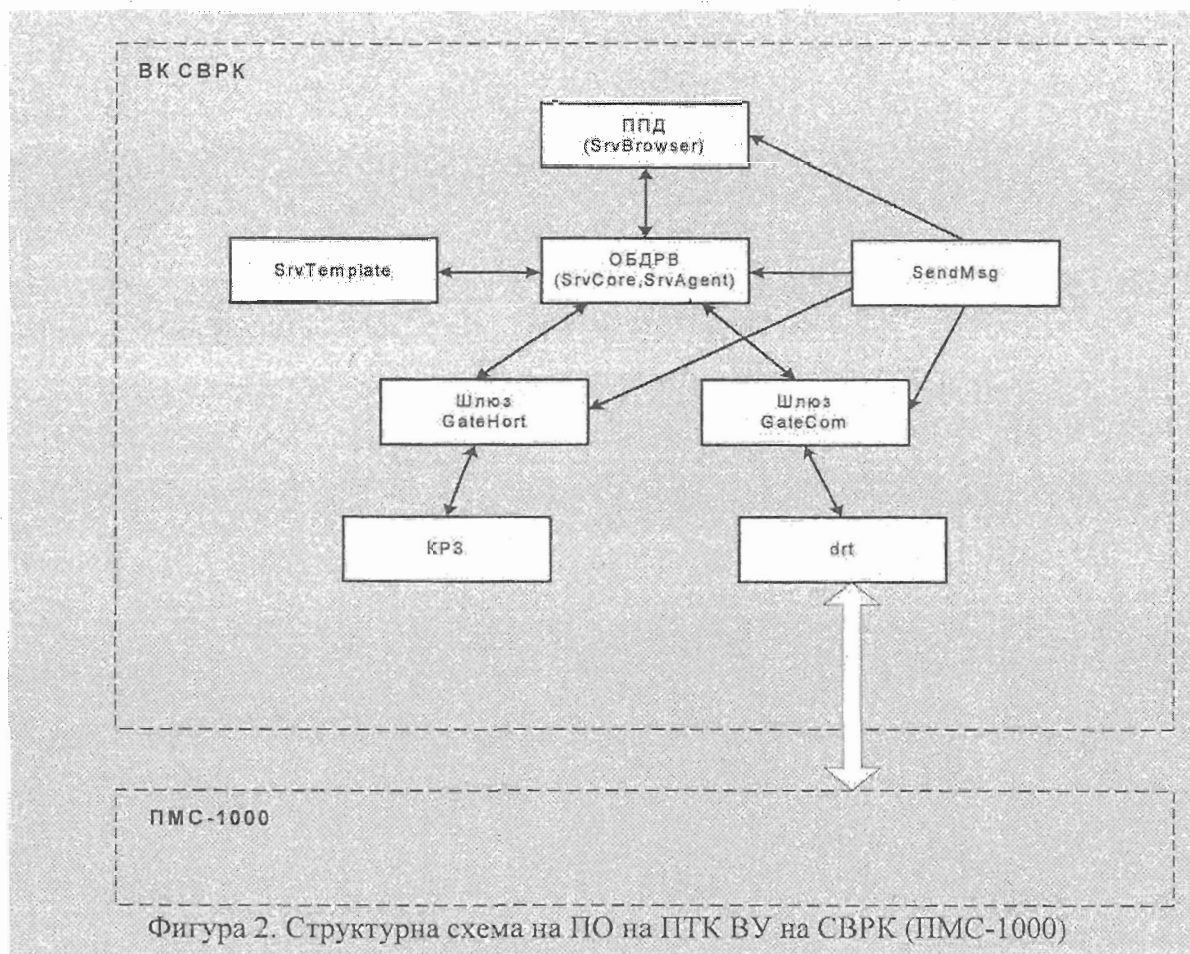 ВК СВРК
ППД
(SrvBrowser)
SrvTemplate
ОБДРВ
(SrvCore,SrvAgent)
SendMsg
Шлюз
GateHort
Шлюз
GateCom
КРЗ
drt
ПМС-1000
Фигура 2. Структурна схема на ПО на ПТК ВУ на СВРК (ПМС-1000)